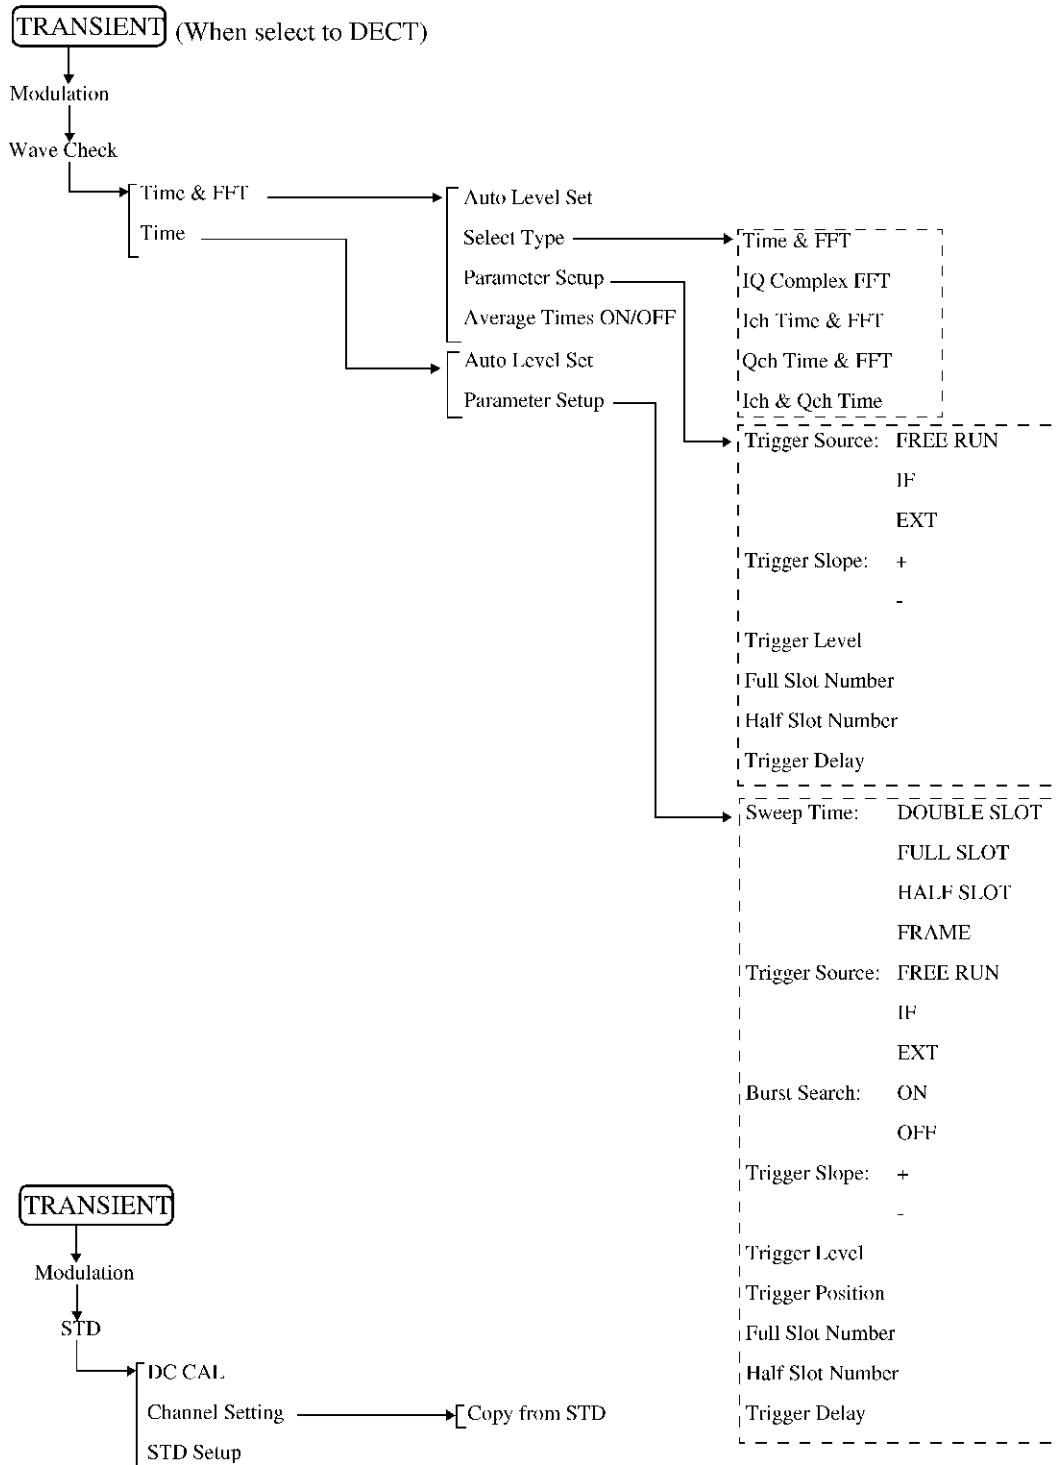 TRANSIENT (When select to DECT)
Modulation
Wave Check
Time & FFT
Time
Auto Level Set
Select Type
Parameter Setup
Average Times ON/OFF
Auto Level Set
Parameter Setup
Time & FFT
IQ Complex FFT
Ich Time & FFT
Qch Time & FFT
Ich & Qch Time
Trigger Source: FREE RUN
IF
EXT
Trigger Slope: +
-
Trigger Level
Full Slot Number
Half Slot Number
Trigger Delay
Sweep Time: DOUBLE SLOT
FULL SLOT
HALF SLOT
FRAME
Trigger Source: FREE RUN
IF
EXT
Burst Search: ON
OFF
Trigger Slope: +
-
Trigger Level
Trigger Position
Full Slot Number
Half Slot Number
Trigger Delay
TRANSIENT
Modulation
STD
DC CAL
Channel Setting
STD Setup
Copy from STD